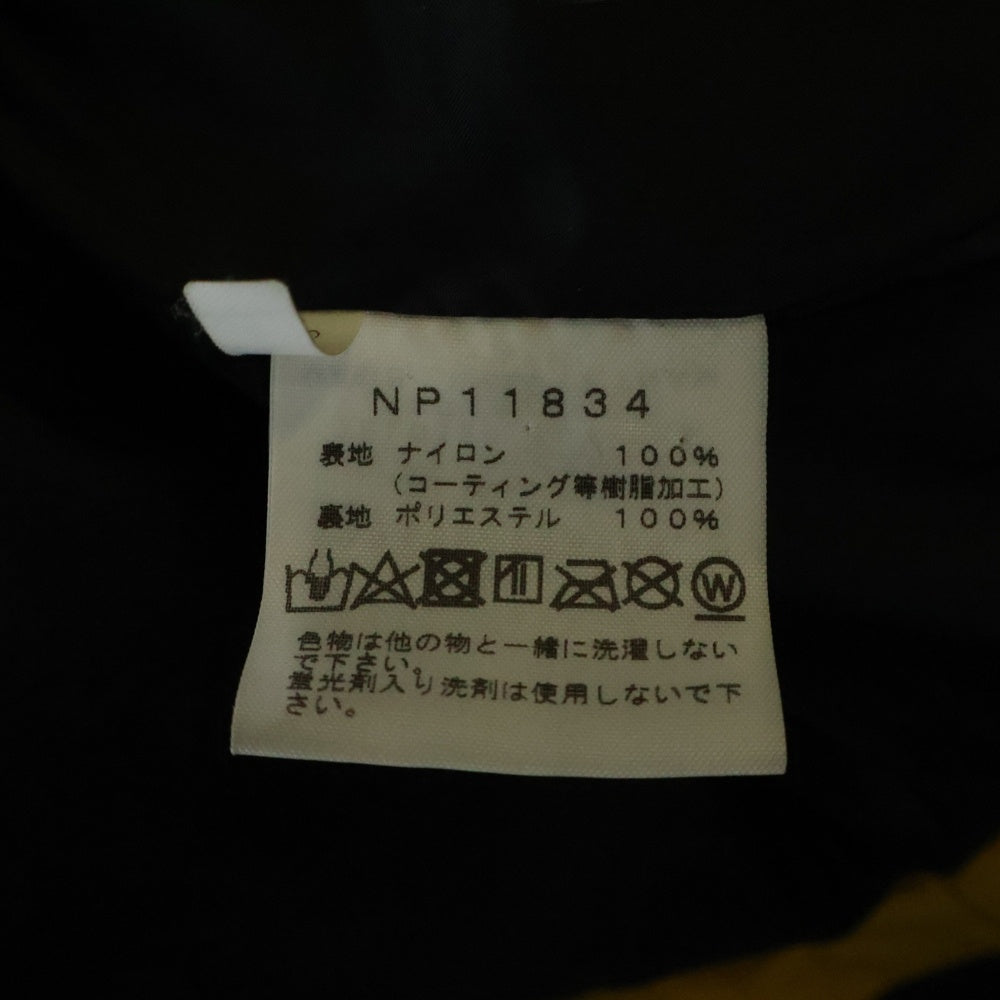 NP11834
表地 ナイロン 100%
(コーティング等樹脂加工)
裏地 ポリエステル 100%
W
色物は他の物と一緒に洗濯しない
で下さい。
蛍光剤入り洗剤は使用しないで下
さい。